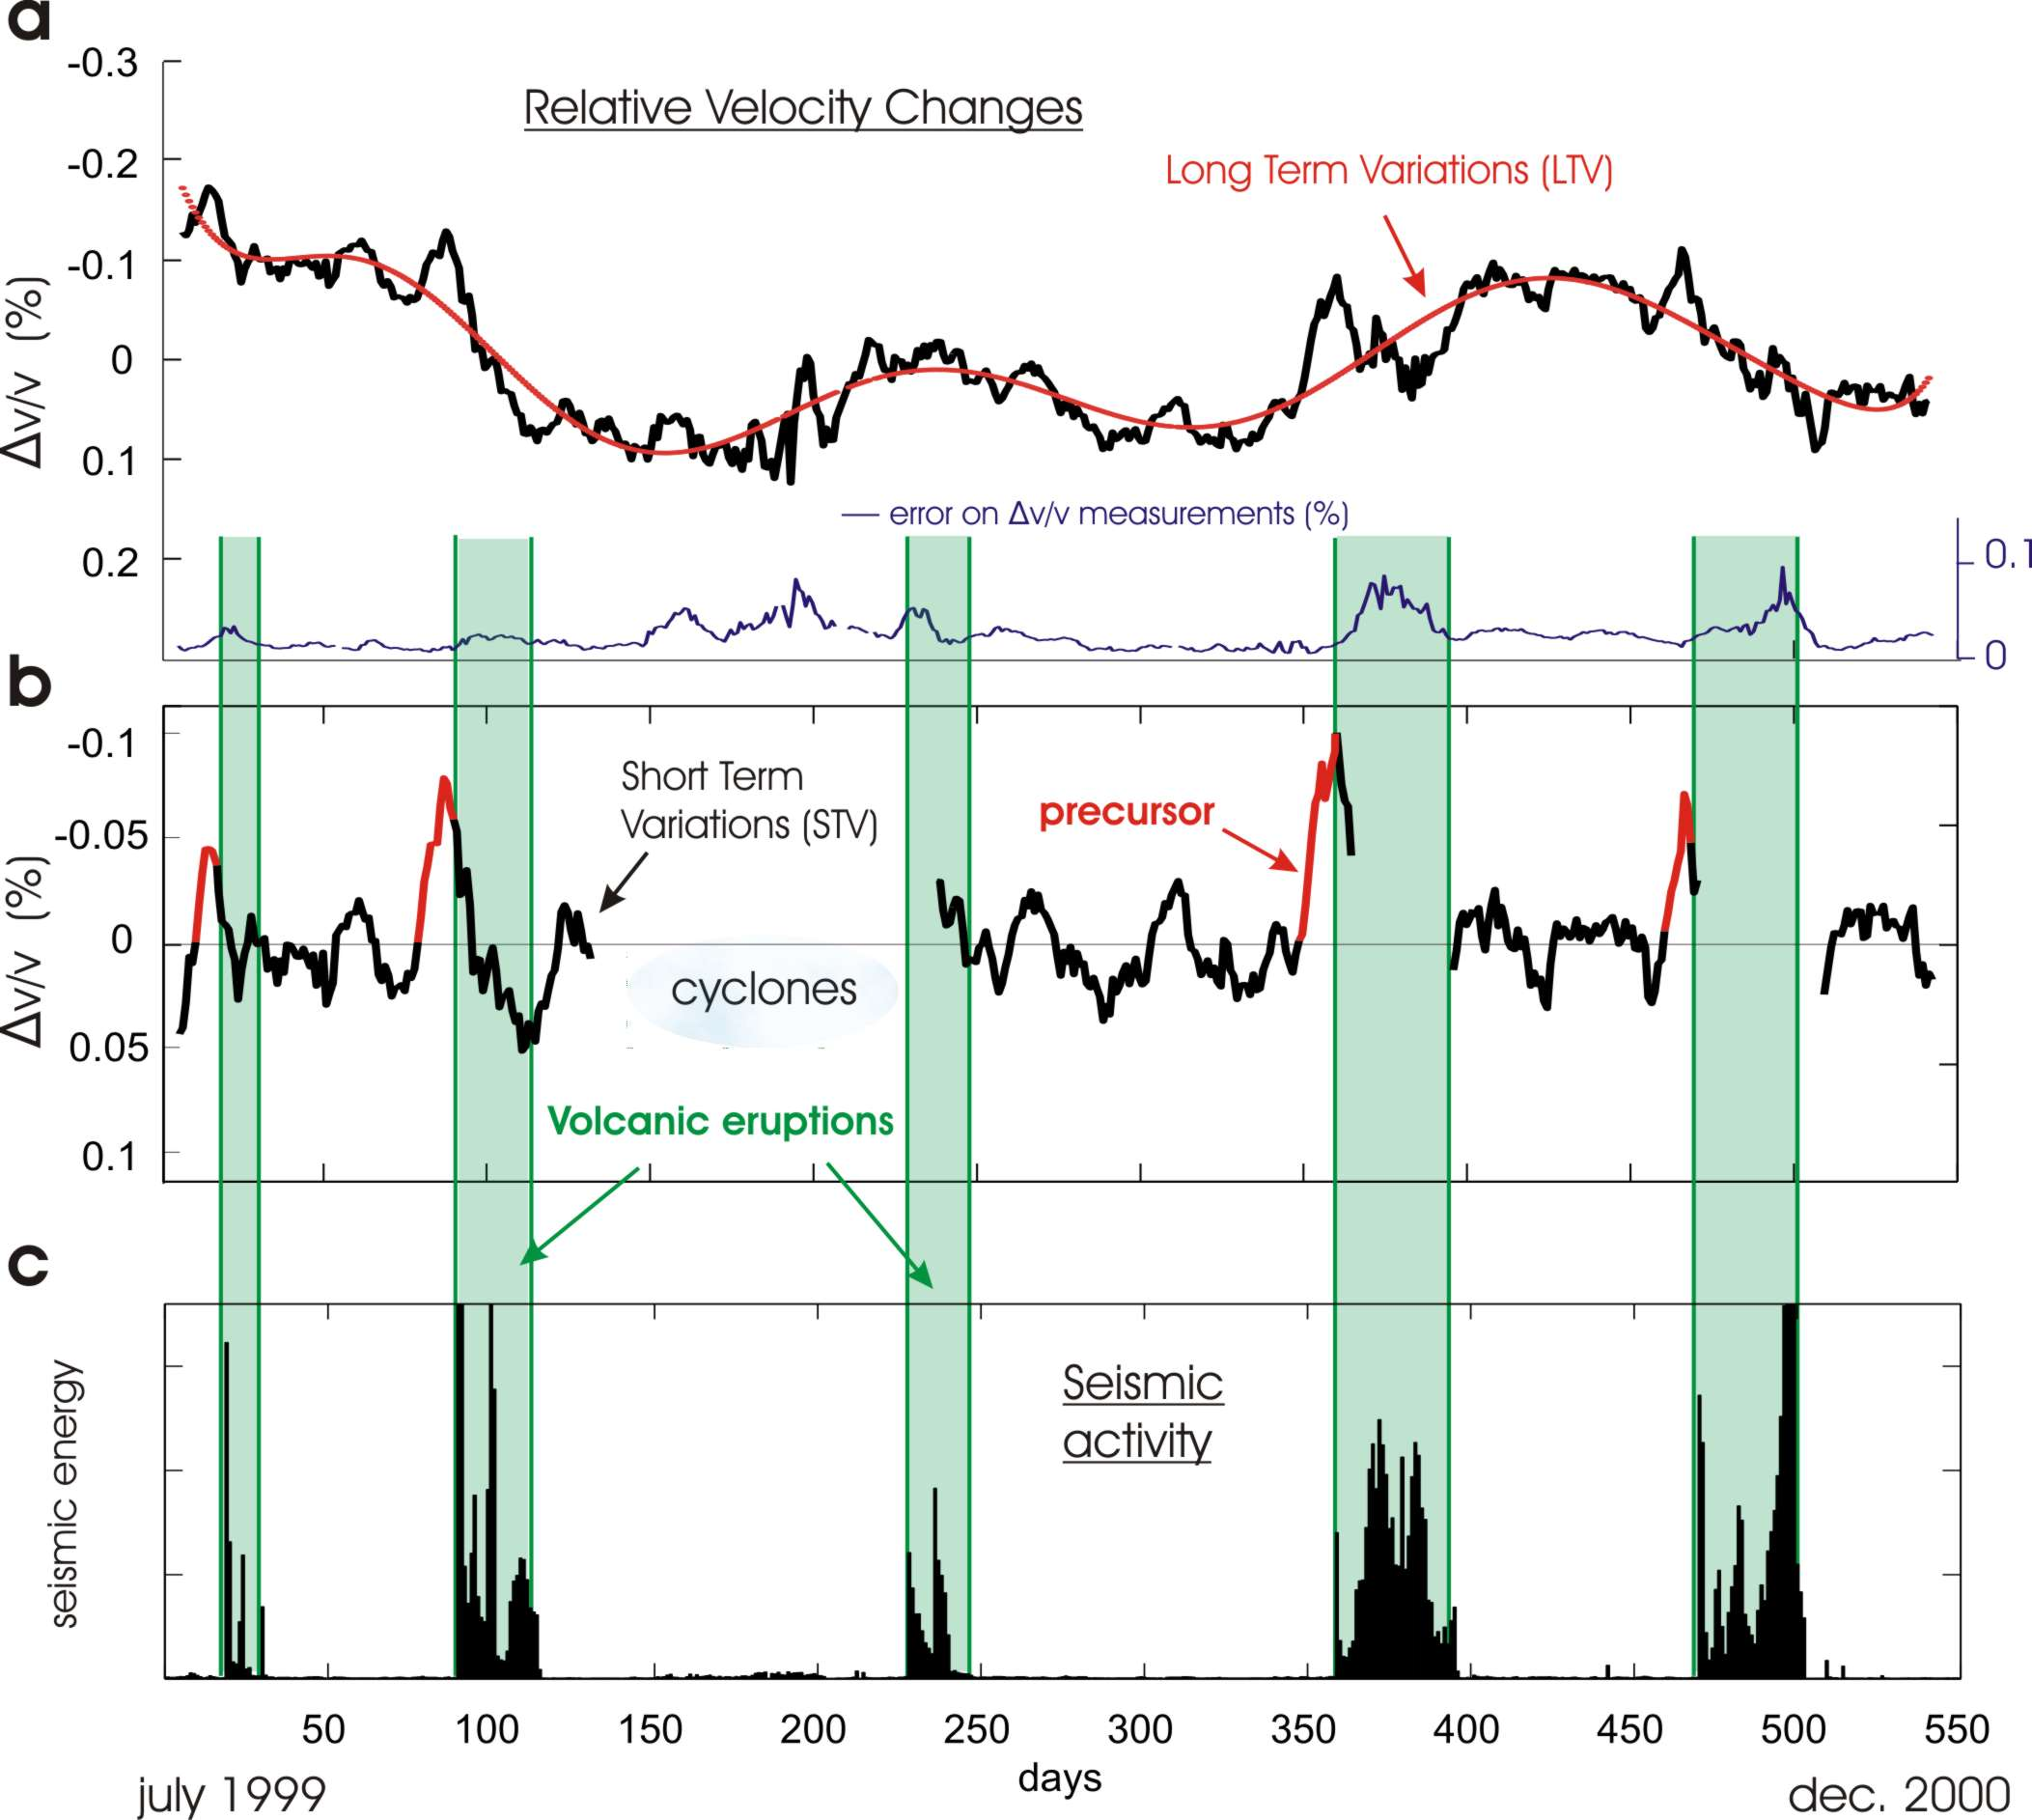 a
-0.3
Relative Velocity Changes
-0.2
Long Term Variations (LTV)
-0.1
0
0.1
0.2
Δv/v (%)
error on Δv/v measurements (%)
0.1
0
b
-0.1
Short Term
Variations (STV)
precursor
-0.05
0
cyclones
0.05
Volcanic eruptions
0.1
Δv/v (%)
c
Seismic
activity
seismic energy
50 100 150 200 250 300 350 400 450 500 550
days
july 1999
dec. 2000